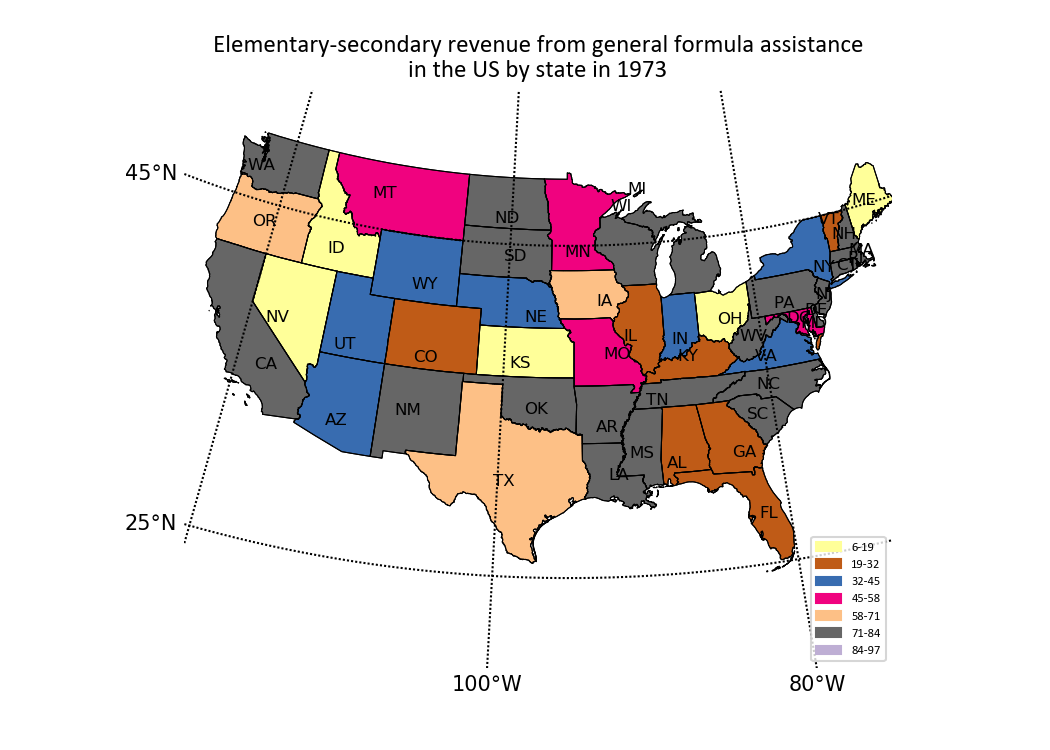 Elementary-secondary revenue from general formula assistance
in the US by state in 1973
45°N
WA
MT
ND
MN
MI
WI
ME
OR
ID
SD
NH
MA
WY
NY
CT
NV
NE
IA
PA
NJ
DE
UT
CO
KS
MO
IL
IN
OH
KY
WV
VA
DC
MD
CA
AZ
NM
OK
AR
TN
NC
SC
TX
LA
MS
AL
GA
FL
25°N
6-19
19-32
32-45
45-58
58-71
71-84
84-97
100°W
80°W